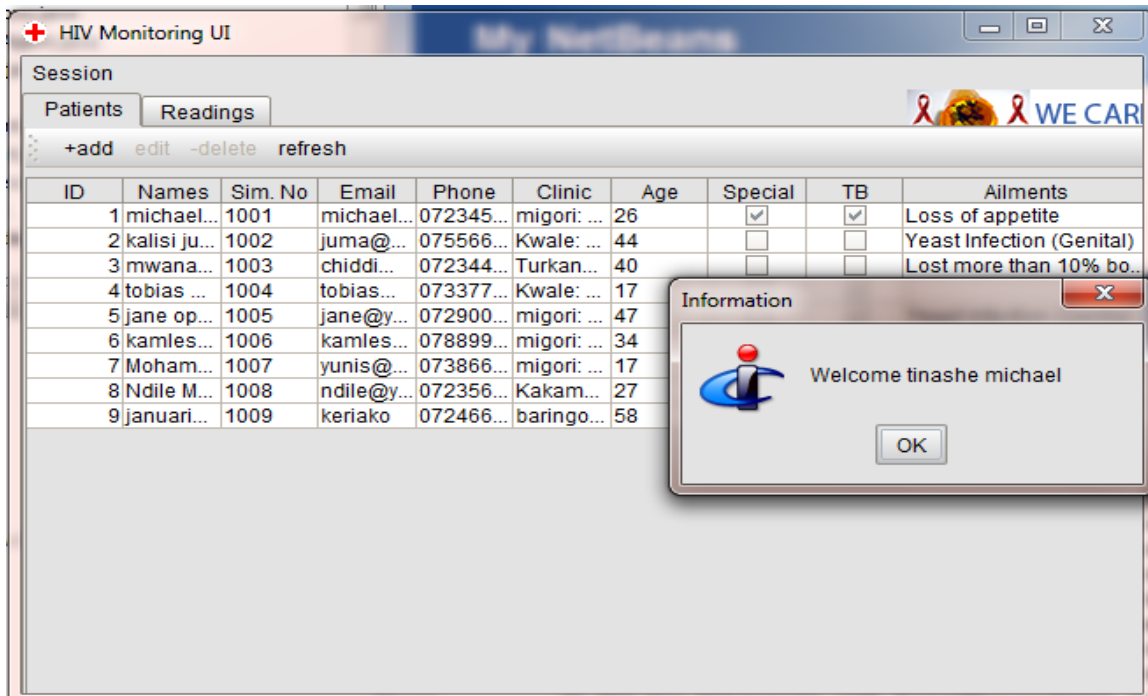 HIV Monitoring UI
My NetBeans
Session
Patients Readings
WE CAR
+add edit -delete refresh
ID Names Sim. No Email Phone Clinic Age Special TB Ailments
1 michael... 1001 michael... 072345... migori: ... 26 Loss of appetite
2 kalisi ju... 1002 juma@... 075566... Kwale: ... 44 Yeast Infection (Genital)
3 mwana... 1003 chiddi... 072344... Turkan... 40 Lost more than 10% bo...
4 tobias ... 1004 tobias... 073377... Kwale: ... 17
5 jane op... 1005 jane@y... 072900... migori: ... 47
6 kamles... 1006 kamles... 078899... migori: ... 34
7 Moham... 1007 yunis@... 073866... migori: ... 17
8 Ndile M... 1008 ndile@y... 072356... Kakam... 27
9 januari... 1009 keriako 072466... baringo... 58
Information
Welcome tinashe michael
OK